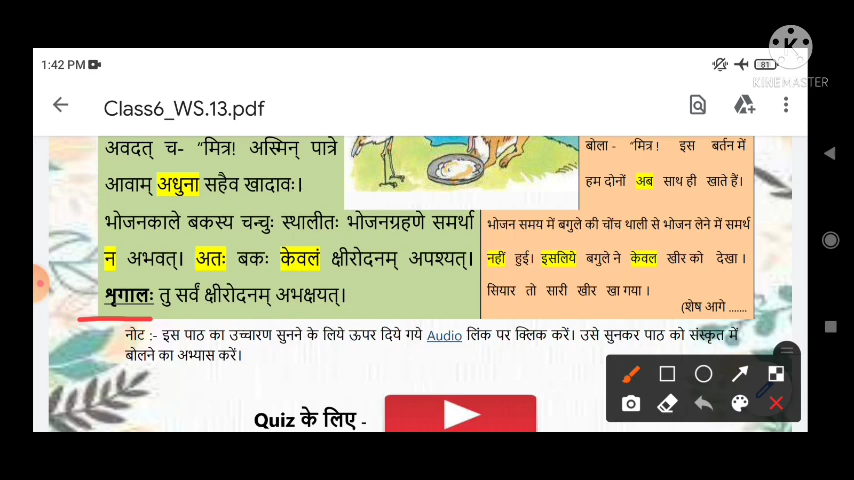 1:42 PM
81
KINEMASTER
Class6_WS.13.pdf
अवदत् च- “मित्र! अस्मिन् पात्रे
आवाम् अधुना सहैव खादावः।
भोजनकाले बकस्य चन्चुः स्थालीतः भोजनग्रहणे समर्था
न अभवत्। अतः बकः केवलं क्षीरोदनम् अपश्यत्।
श्रृगालः तु सर्वं क्षीरोदनम् अभक्षयत्।
बोला - “मित्र ! इस बर्तन में
हम दोनों अब साथ ही खाते हैं।
भोजन समय में बगुले की चोंच थाली से भोजन लेने में समर्थ
नहीं हुई। इसलिये बगुले ने केवल खीर को देखा ।
सियार तो सारी खीर खा गया ।
(शेष आगे .......
नोट :- इस पाठ का उच्चारण सुनने के लिये ऊपर दिये गये Audio लिंक पर क्लिक करें। उसे सुनकर पाठ को संस्कृत में
बोलने का अभ्यास करें।
Quiz के लिए -